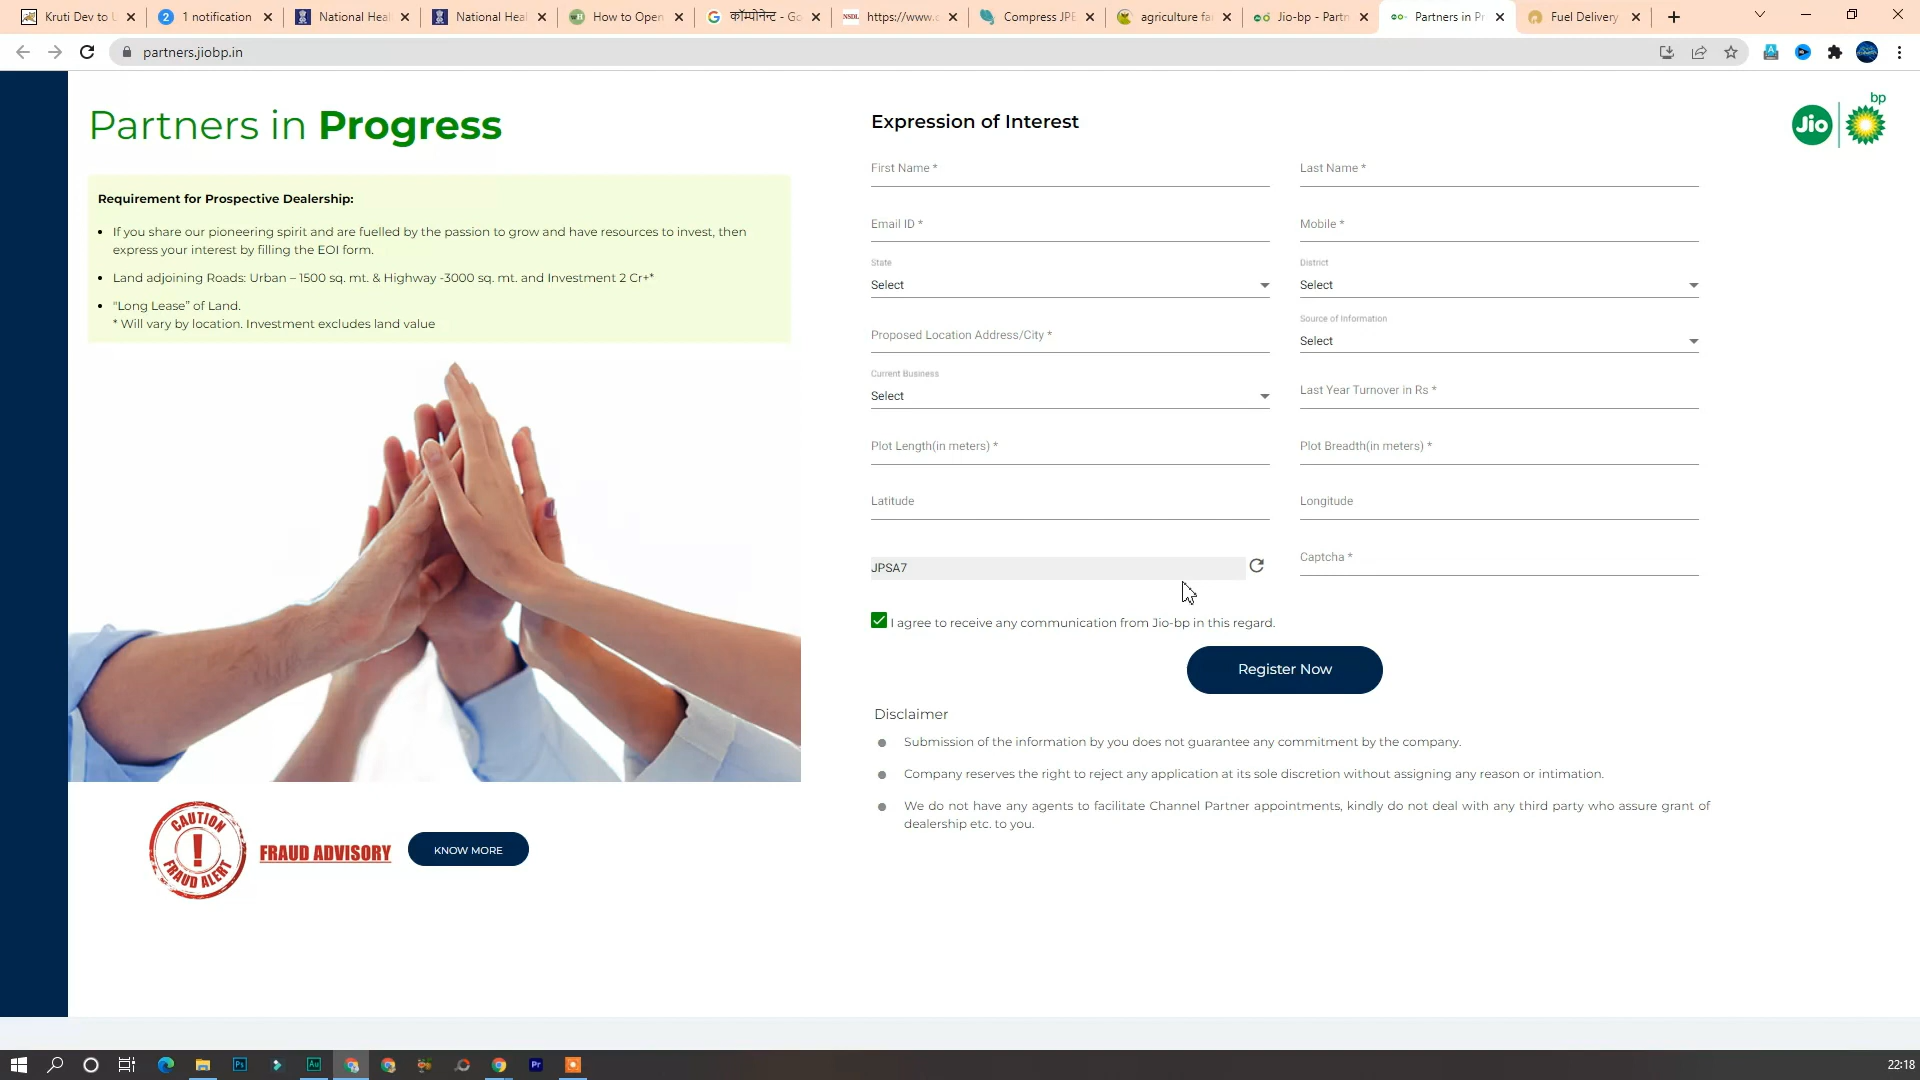 Kruti Dev to U
2 1 notification
National Heal
National Heal
How to Open
कॉम्पोनेन्ट - Go
NSDL https://www.
Compress JPE
agriculture fa
Jio-bp - Partn
Partners in Pr
Fuel Delivery
partners.jiobp.in
Partners in Progress
Requirement for Prospective Dealership:
If you share our pioneering spirit and are fuelled by the passion to grow and have resources to invest, then
express your interest by filling the EOI form.
Land adjoining Roads: Urban – 1500 sq. mt. & Highway -3000 sq. mt. and Investment 2 Cr+*
“Long Lease” of Land.
* Will vary by location. Investment excludes land value
CAUTION
!
FRAUD ALERT
FRAUD ADVISORY
KNOW MORE
Jio
bp
Expression of Interest
First Name *
Last Name *
Email ID *
Mobile *
State
District
Select
Select
Proposed Location Address/City *
Source of Information
Select
Current Business
Select
Last Year Turnover in Rs *
Plot Length(in meters) *
Plot Breadth(in meters) *
Latitude
Longitude
JPSA7
Captcha *
I agree to receive any communication from Jio-bp in this regard.
Register Now
Disclaimer
Submission of the information by you does not guarantee any commitment by the company.
Company reserves the right to reject any application at its sole discretion without assigning any reason or intimation.
We do not have any agents to facilitate Channel Partner appointments, kindly do not deal with any third party who assure grant of
dealership etc. to you.
Ps
Au
Pr
22:18